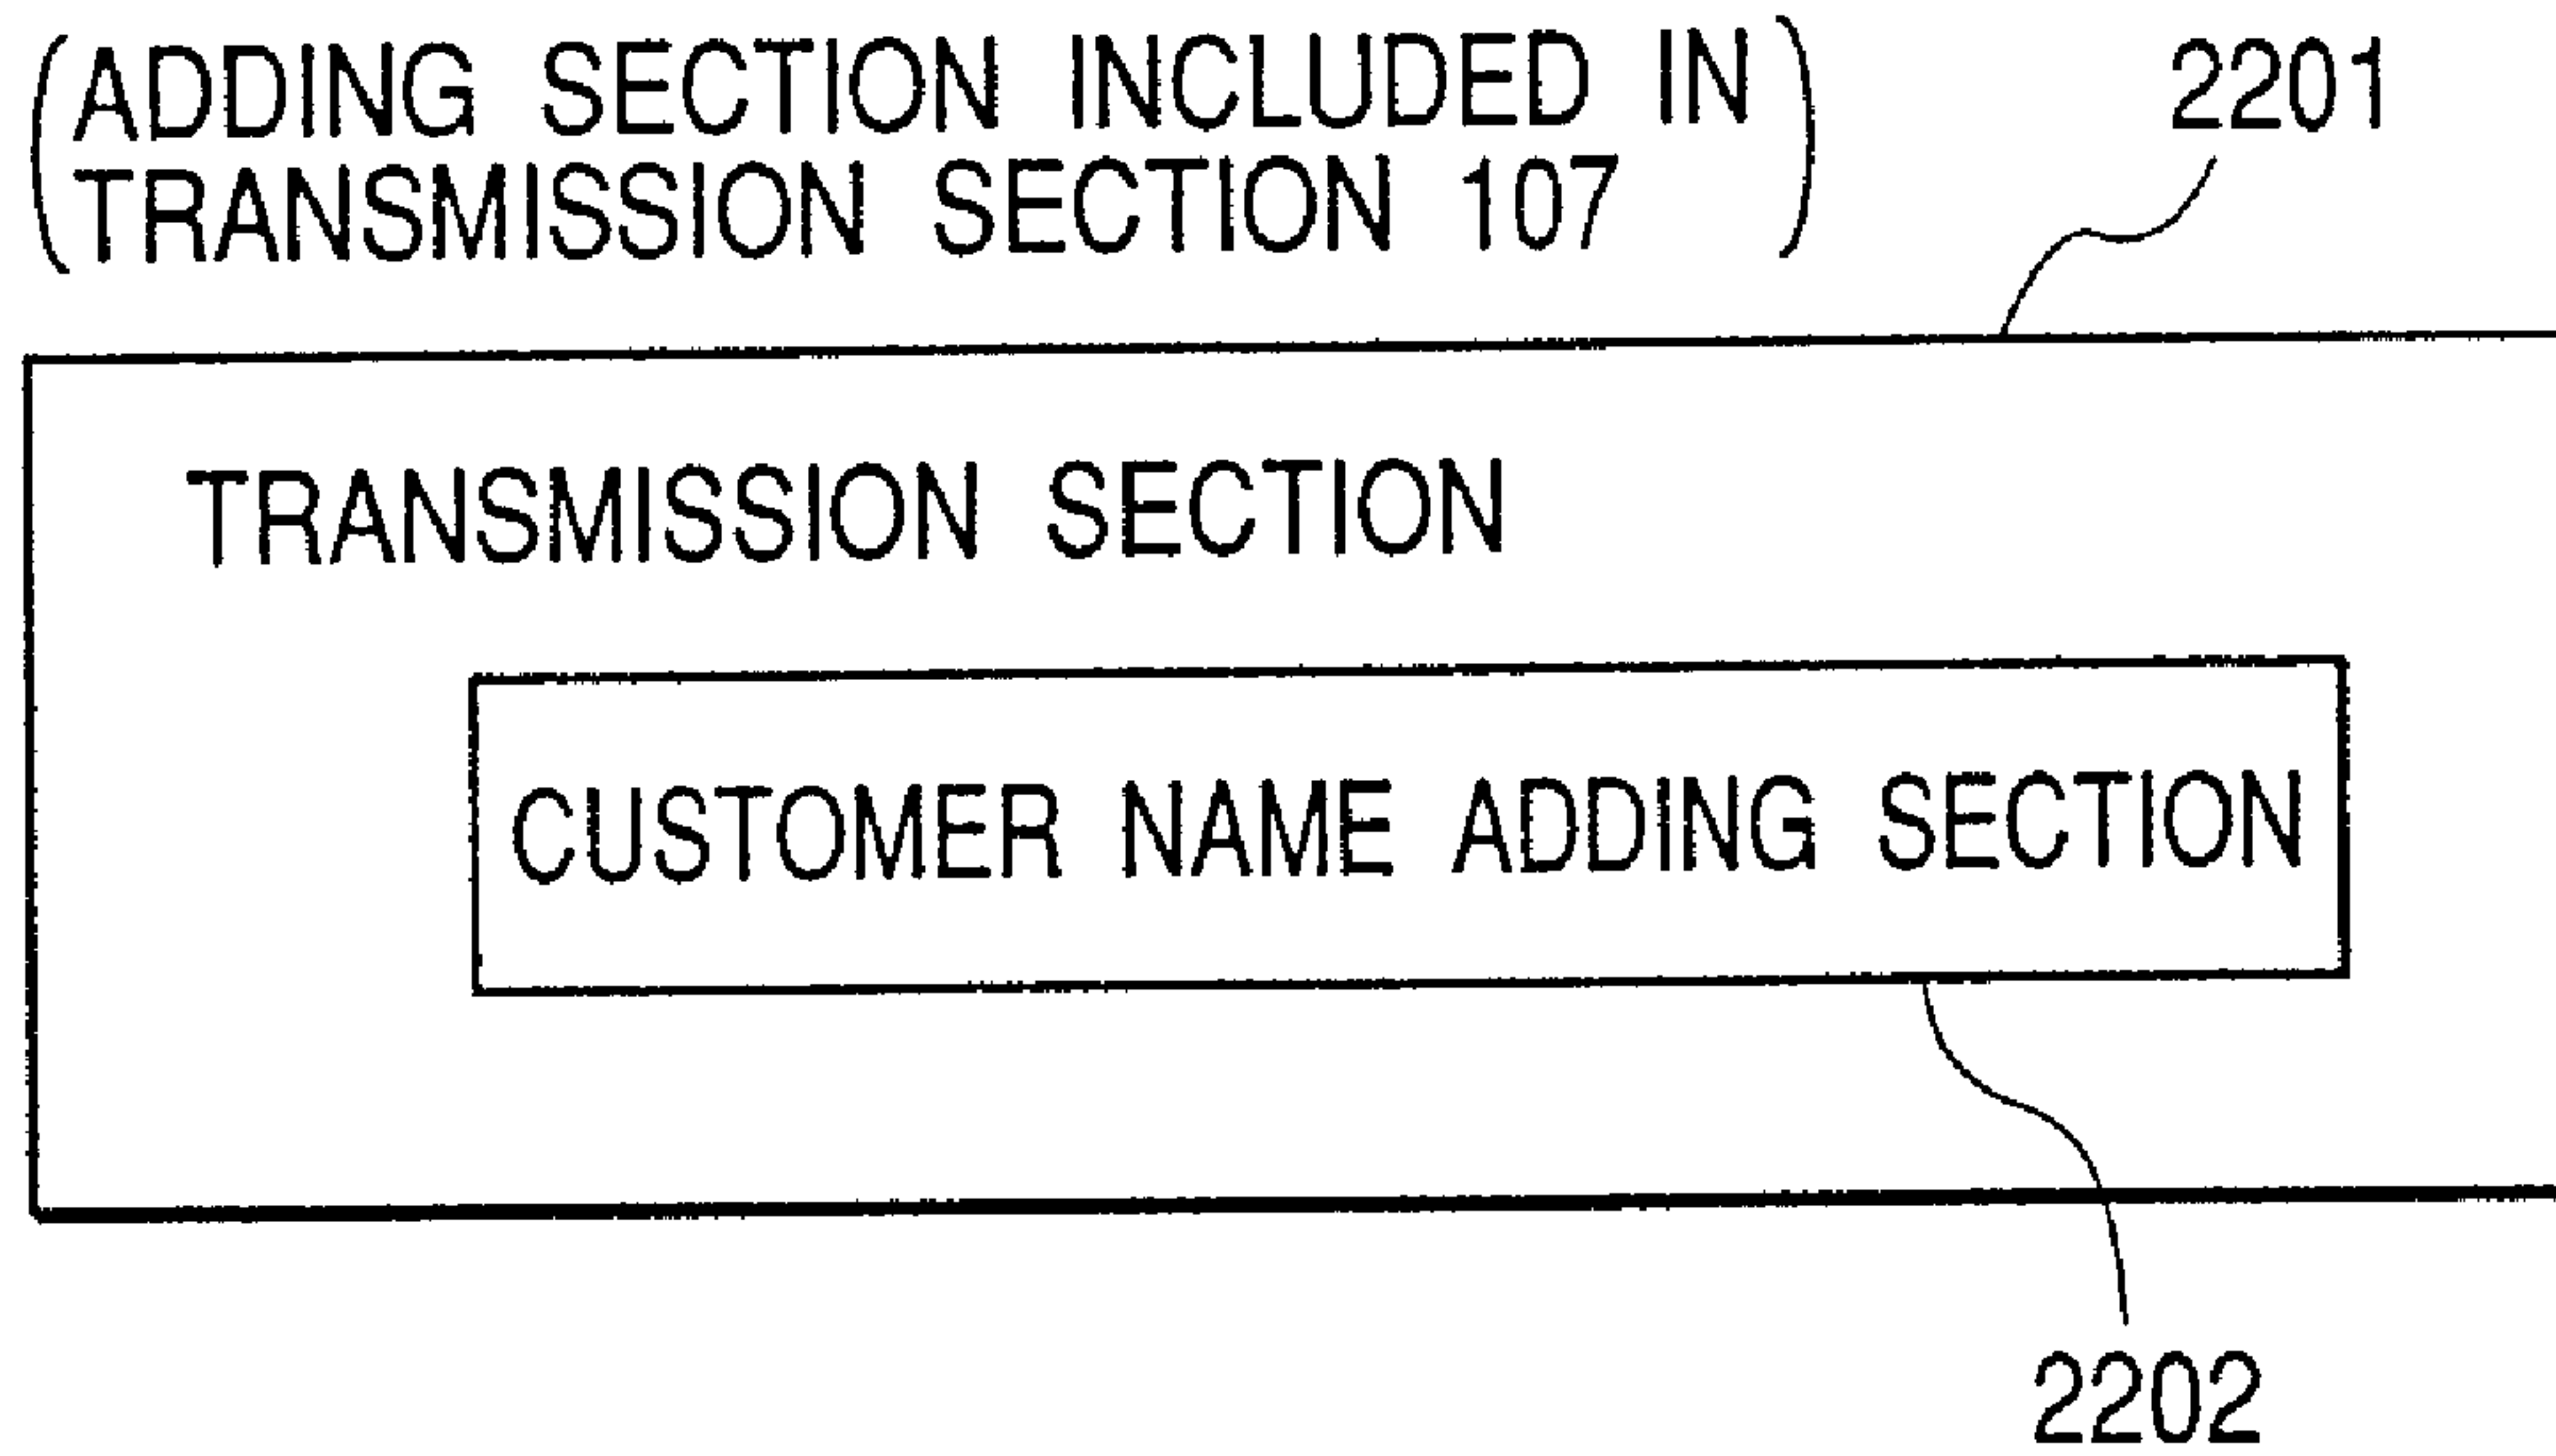 (ADDING SECTION INCLUDED IN
TRANSMISSION SECTION 107)
2201
TRANSMISSION SECTION
CUSTOMER NAME ADDING SECTION
2202